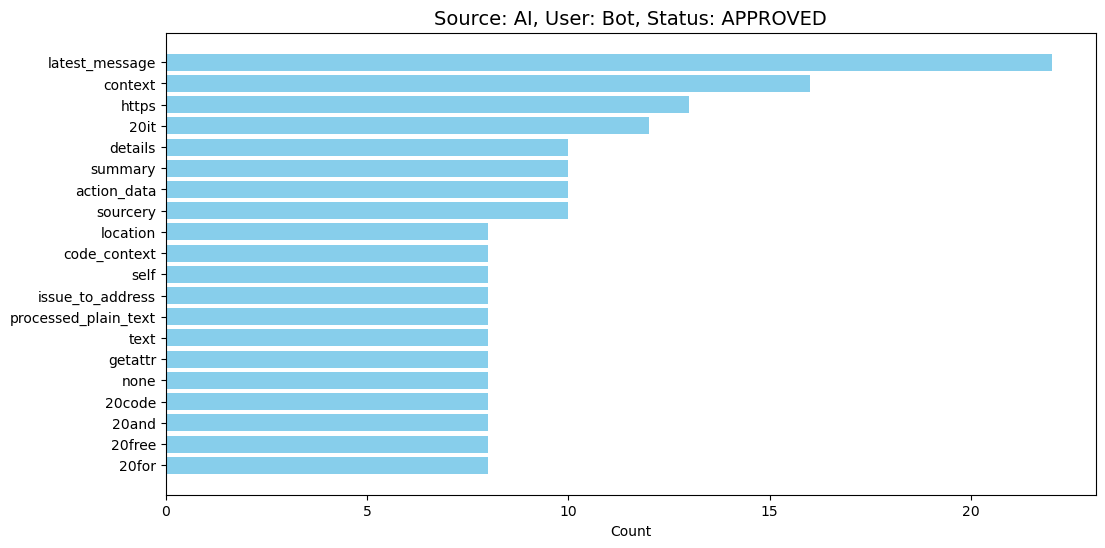 Source: AI, User: Bot, Status: APPROVED
latest_message
context
https
20it
details
summary
action_data
sourcery
location
code_context
self
issue_to_address
processed_plain_text
text
getattr
none
20code
20and
20free
20for
0 5 10 15 20
Count